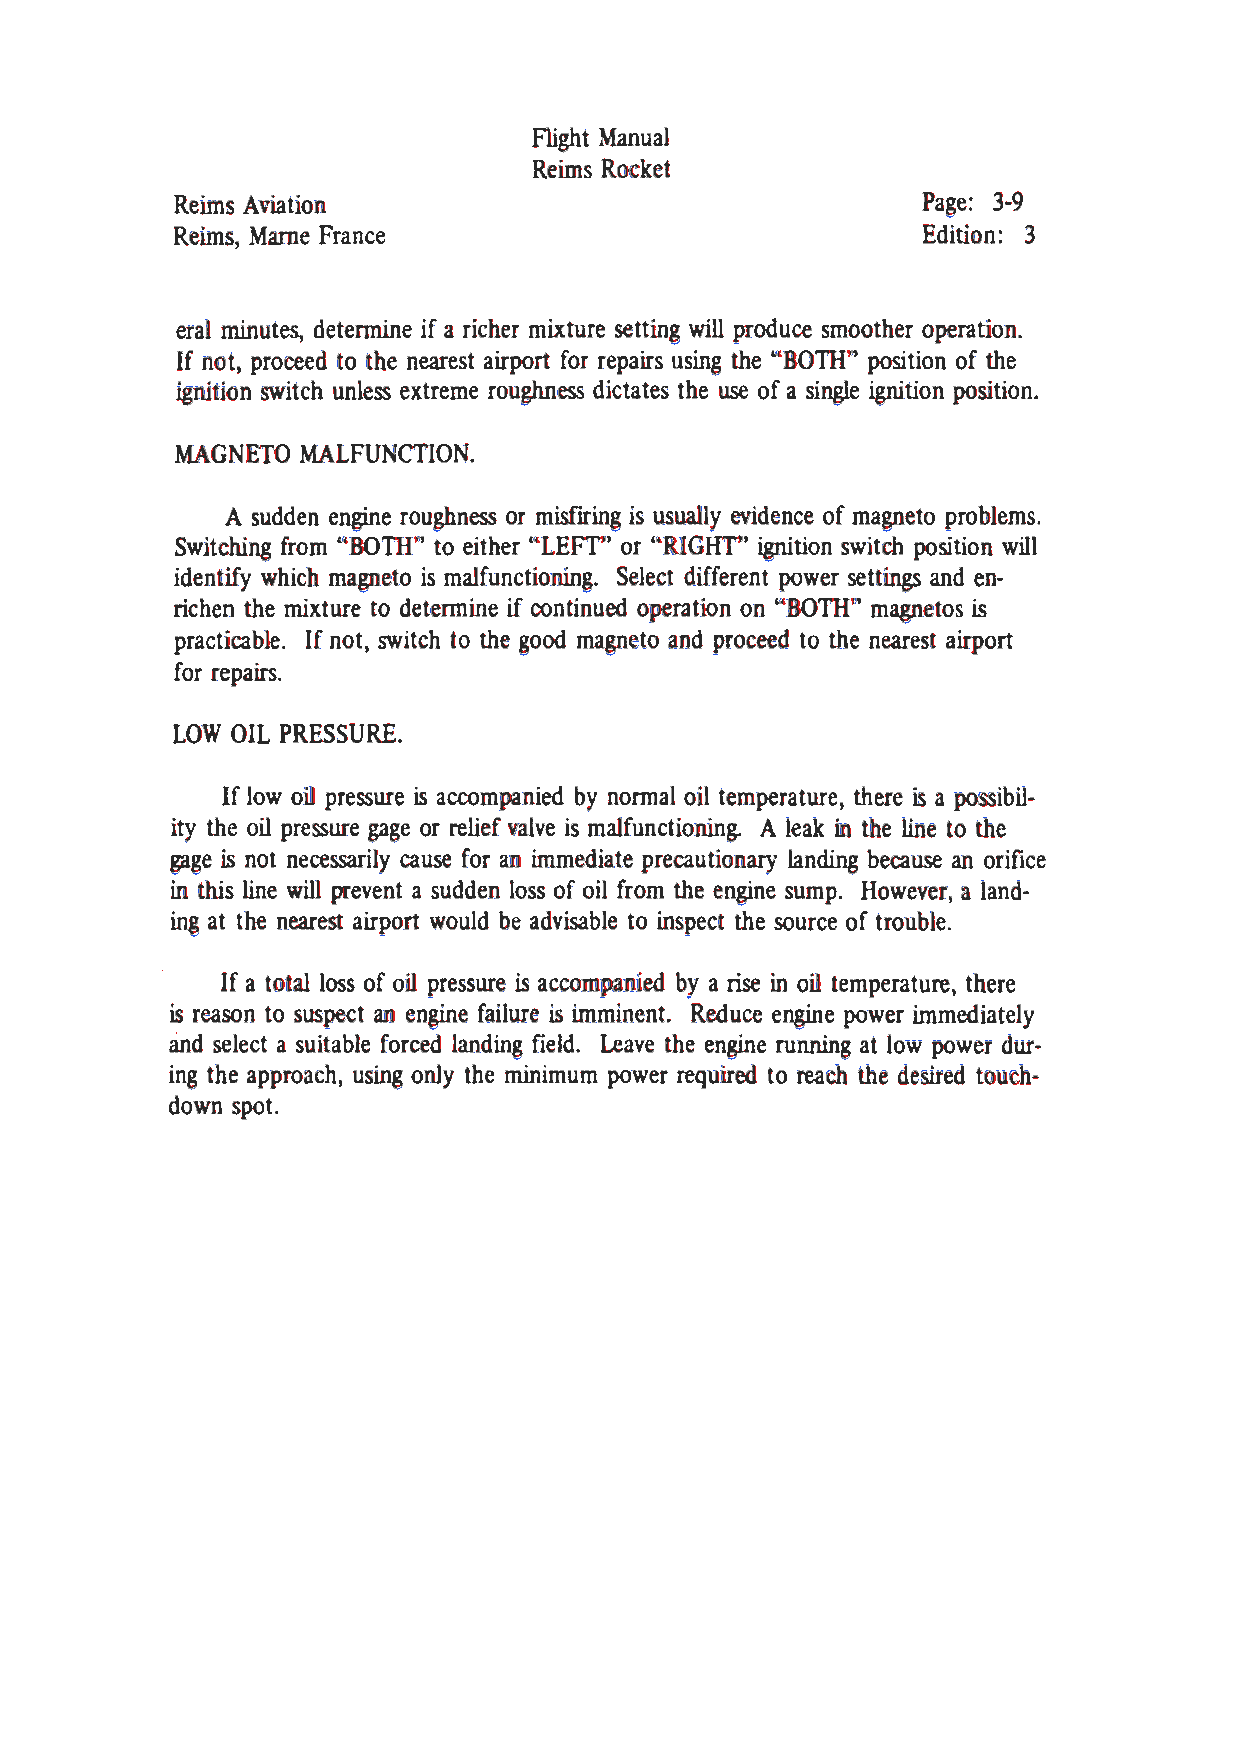 Flight Manual
Reims Rocket
Reims Aviation Page: 3-9
Reims, Marne France Edition: 3
eral minutes, determine if a richer mixture setting will produce smoother operation.
If not, proceed to the nearest airport for repairs using the “BOTH” position of the
ignition switch unless extreme roughness dictates the use of a single ignition position.
MAGNETO MALFUNCTION.
A sudden engine roughness or misfiring is usually evidence of magneto problems.
Switching from “BOTH” to either “LEFT” or “RIGHT” ignition switch position will
identify which magneto is malfunctioning. Select different power settings and en-
richen the mixture to determine if continued operation on “BOTH” magnetos is
practicable. If not, switch to the good magneto and proceed to the nearest airport
for repairs.
LOW OIL PRESSURE.
If low oil pressure is accompanied by normal oil temperature, there is a possibil-
ity the oil pressure gage or relief valve is malfunctioning. A leak in the line to the
gage is not necessarily cause for an immediate precautionary landing because an orifice
in this line will prevent a sudden loss of oil from the engine sump. However, a land-
ing at the nearest airport would be advisable to inspect the source of trouble.
If a total loss of oil pressure is accompanied by a rise in oil temperature, there
is reason to suspect an engine failure is imminent. Reduce engine power immediately
and select a suitable forced landing field. Leave the engine running at low power dur-
ing the approach, using only the minimum power required to reach the desired touch-
down spot.